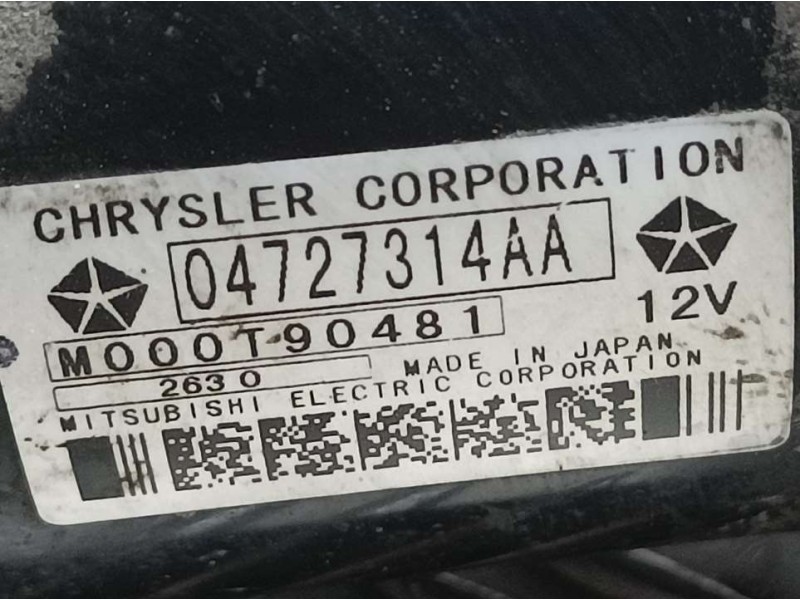 CHRYSLER CORPORATION
04727314AA
12V
M000T90481
2630
MADE IN JAPAN
MITSUBISHI ELECTRIC CORPORATION